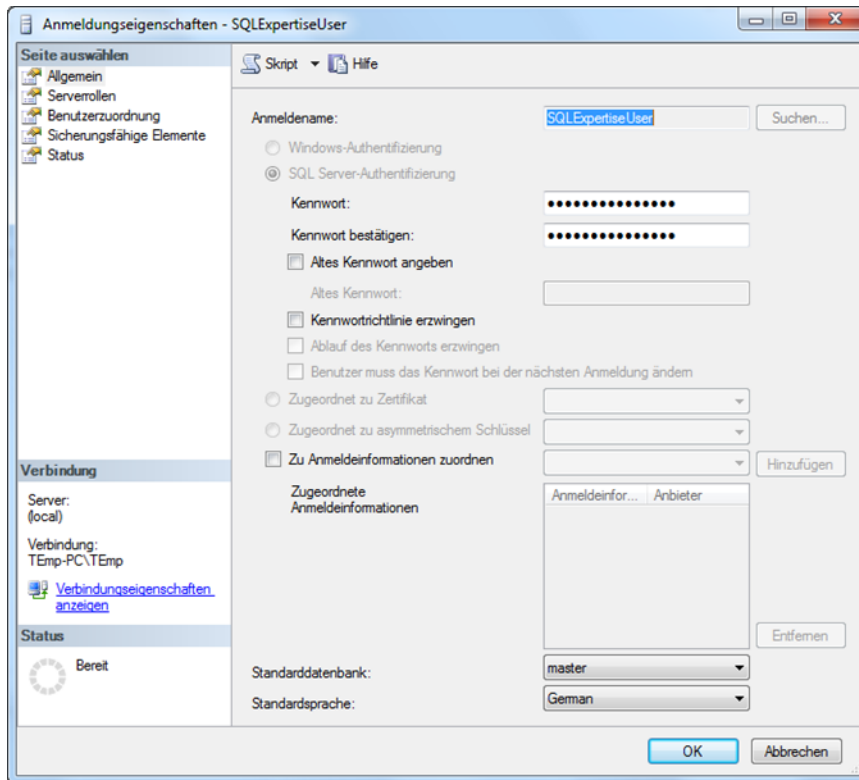 Anmeldungseigenschaften - SQLExpertiseUser
Seite auswählen
Allgemein
Serverrollen
Benutzerzuordnung
Sicherungsfähige Elemente
Status
Skript
Hilfe
Anmeldename:
SQLExpertiseUser
Suchen...
Windows-Authentifizierung
SQL Server-Authentifizierung
Kennwort:
●●●●●●●●●●●●●●●
Kennwort bestätigen:
●●●●●●●●●●●●●●●
Altes Kennwort angeben
Altes Kennwort:
Kennwortrichtlinie erzwingen
Ablauf des Kennworts erzwingen
Benutzer muss das Kennwort bei der nächsten Anmeldung ändern
Zugeordnet zu Zertifikat
Zugeordnet zu asymmetrischem Schlüssel
Zu Anmeldeinformationen zuordnen
Hinzufügen
Zugeordnete
Anmeldeinformationen
Anmeldeinfor... Anbieter
Entfernen
Verbindung
Server:
(local)
Verbindung:
TEmp-PC\TEmp
Verbindungseigenschaften
anzeigen
Status
Bereit
Standarddatenbank:
master
Standardsprache:
German
OK
Abbrechen